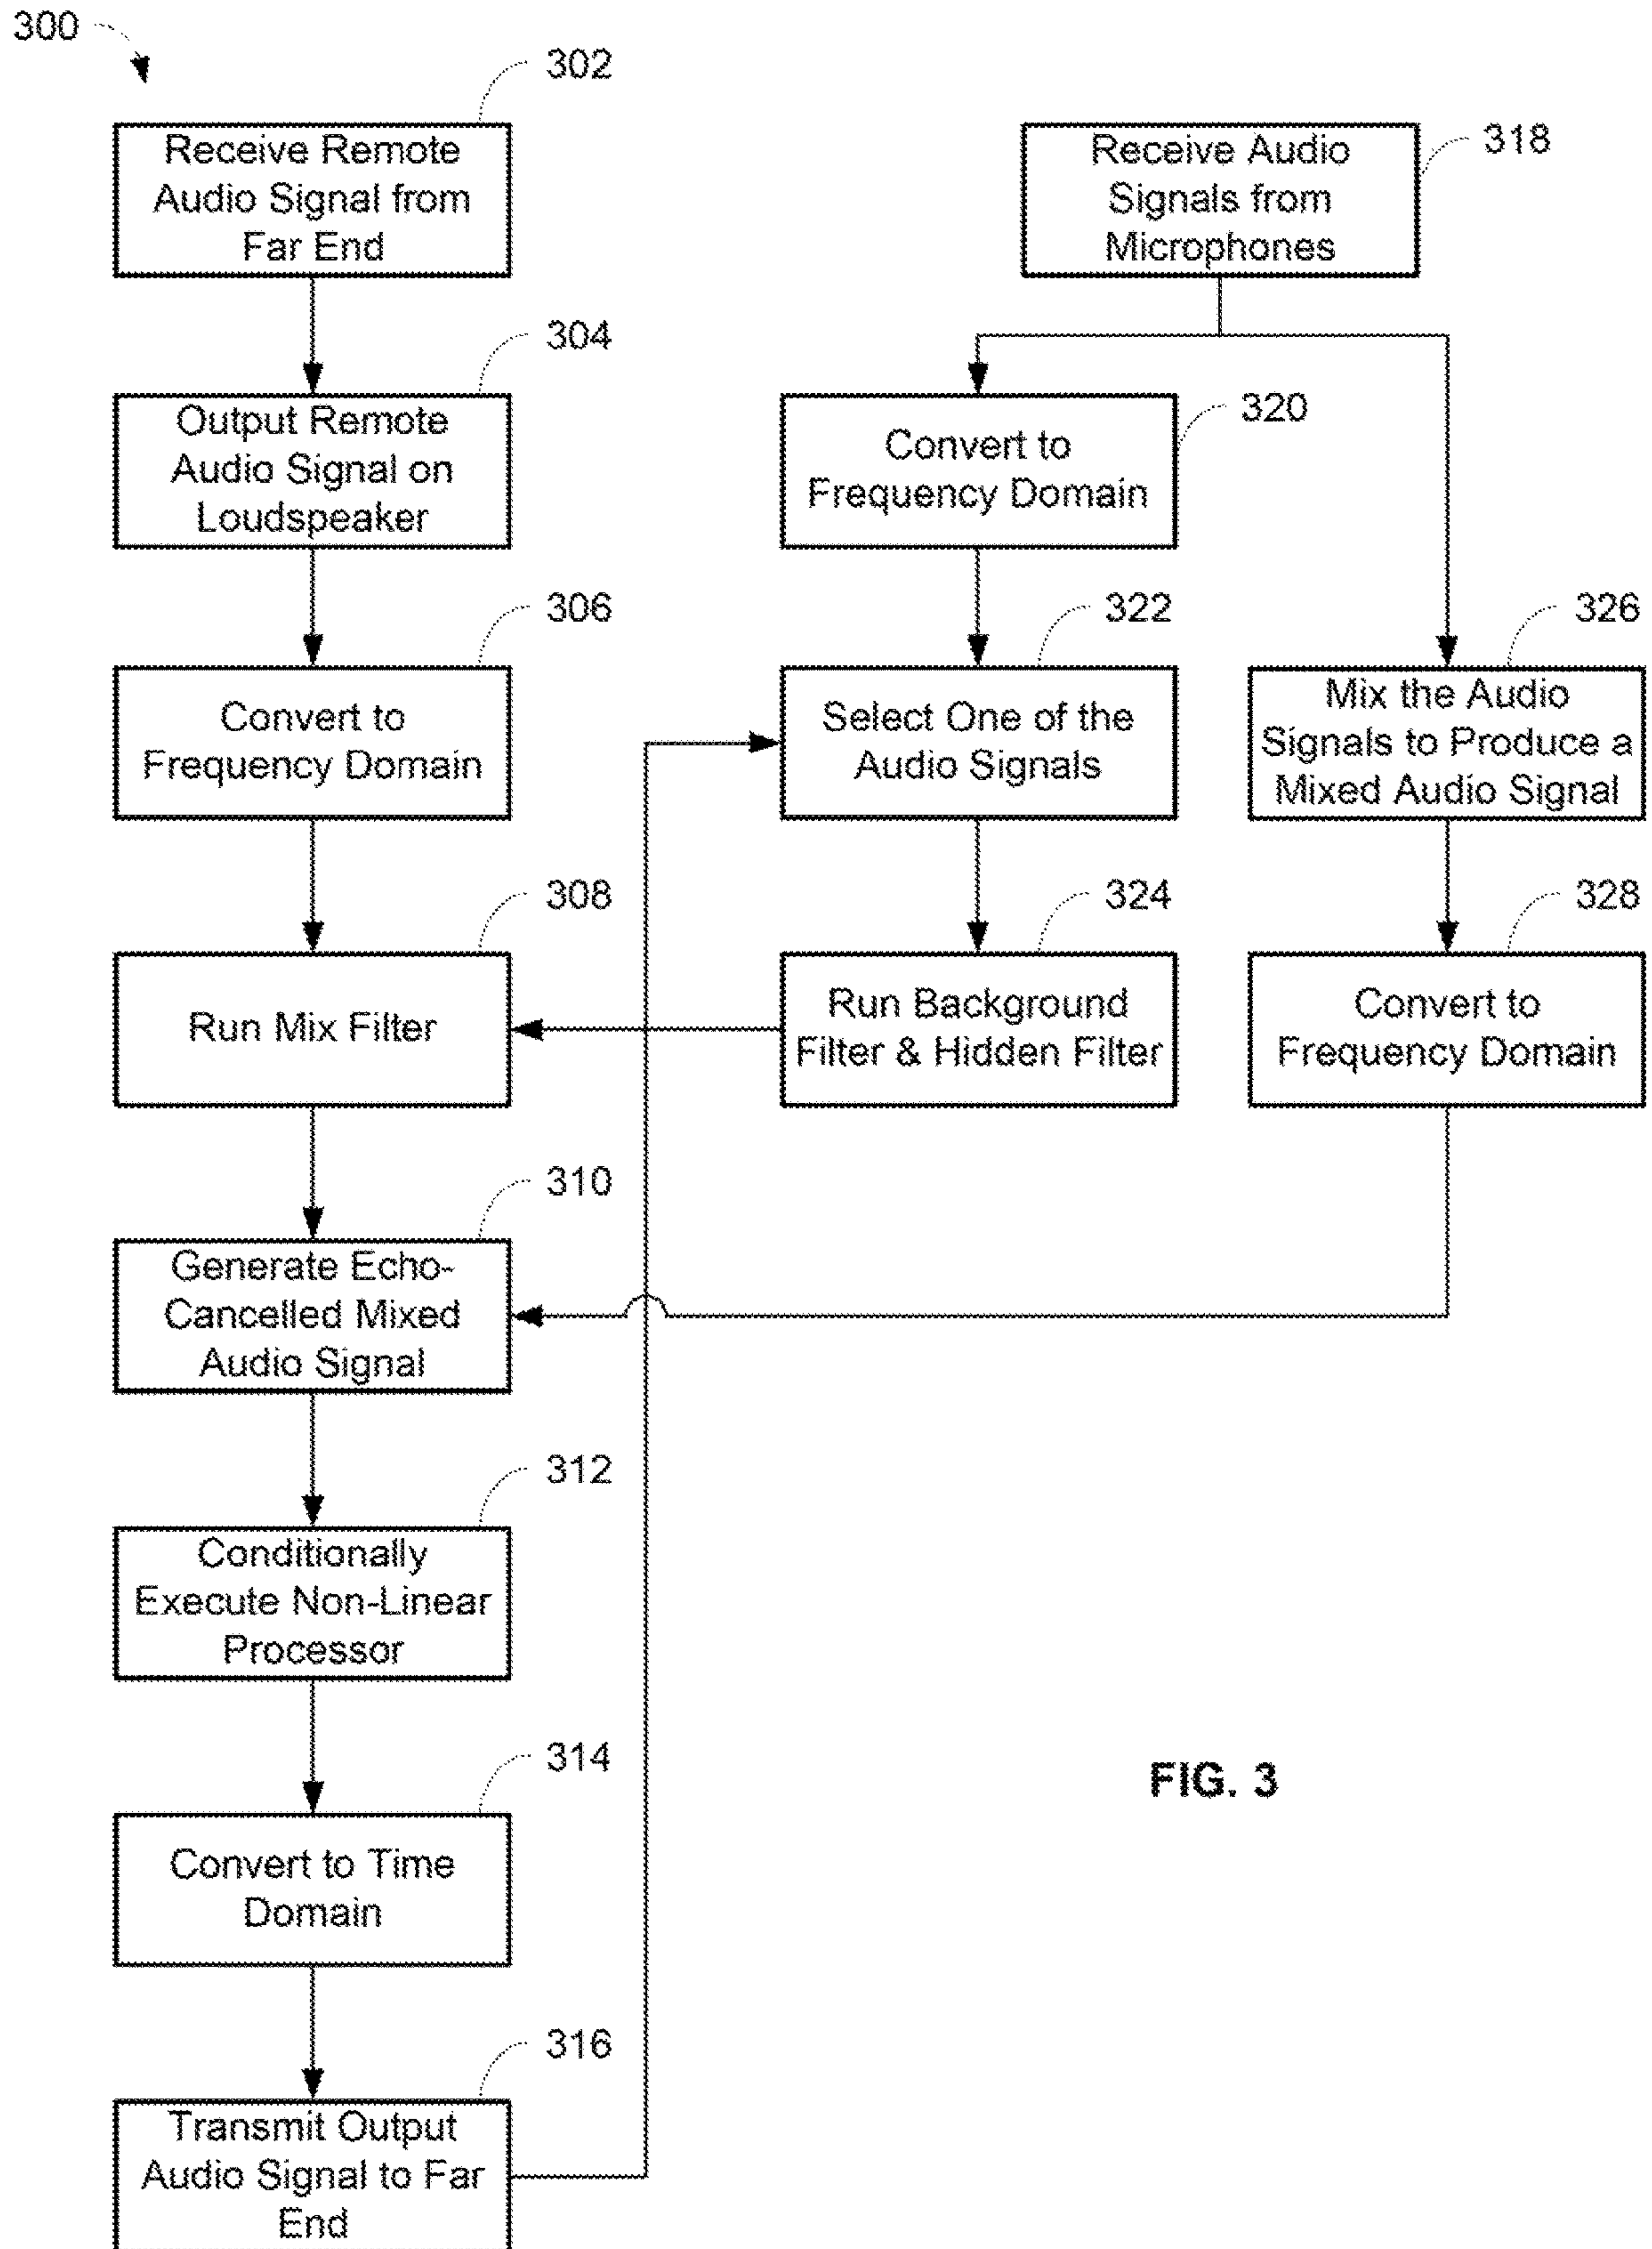 300
302
Receive Remote
Audio Signal from
Far End
304
Output Remote
Audio Signal on
Loudspeaker
306
Convert to
Frequency Domain
308
Run Mix Filter
310
Generate Echo-
Cancelled Mixed
Audio Signal
312
Conditionally
Execute Non-Linear
Processor
314
Convert to Time
Domain
316
Transmit Output
Audio Signal to Far
End
318
Receive Audio
Signals from
Microphones
320
Convert to
Frequency Domain
322
Select One of the
Audio Signals
324
Run Background
Filter & Hidden Filter
326
Mix the Audio
Signals to Produce a
Mixed Audio Signal
328
Convert to
Frequency Domain
FIG. 3